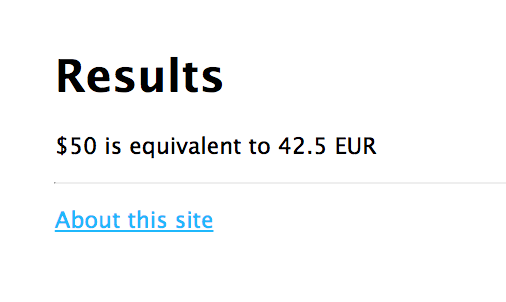 Results
$50 is equivalent to 42.5 EUR
About this site